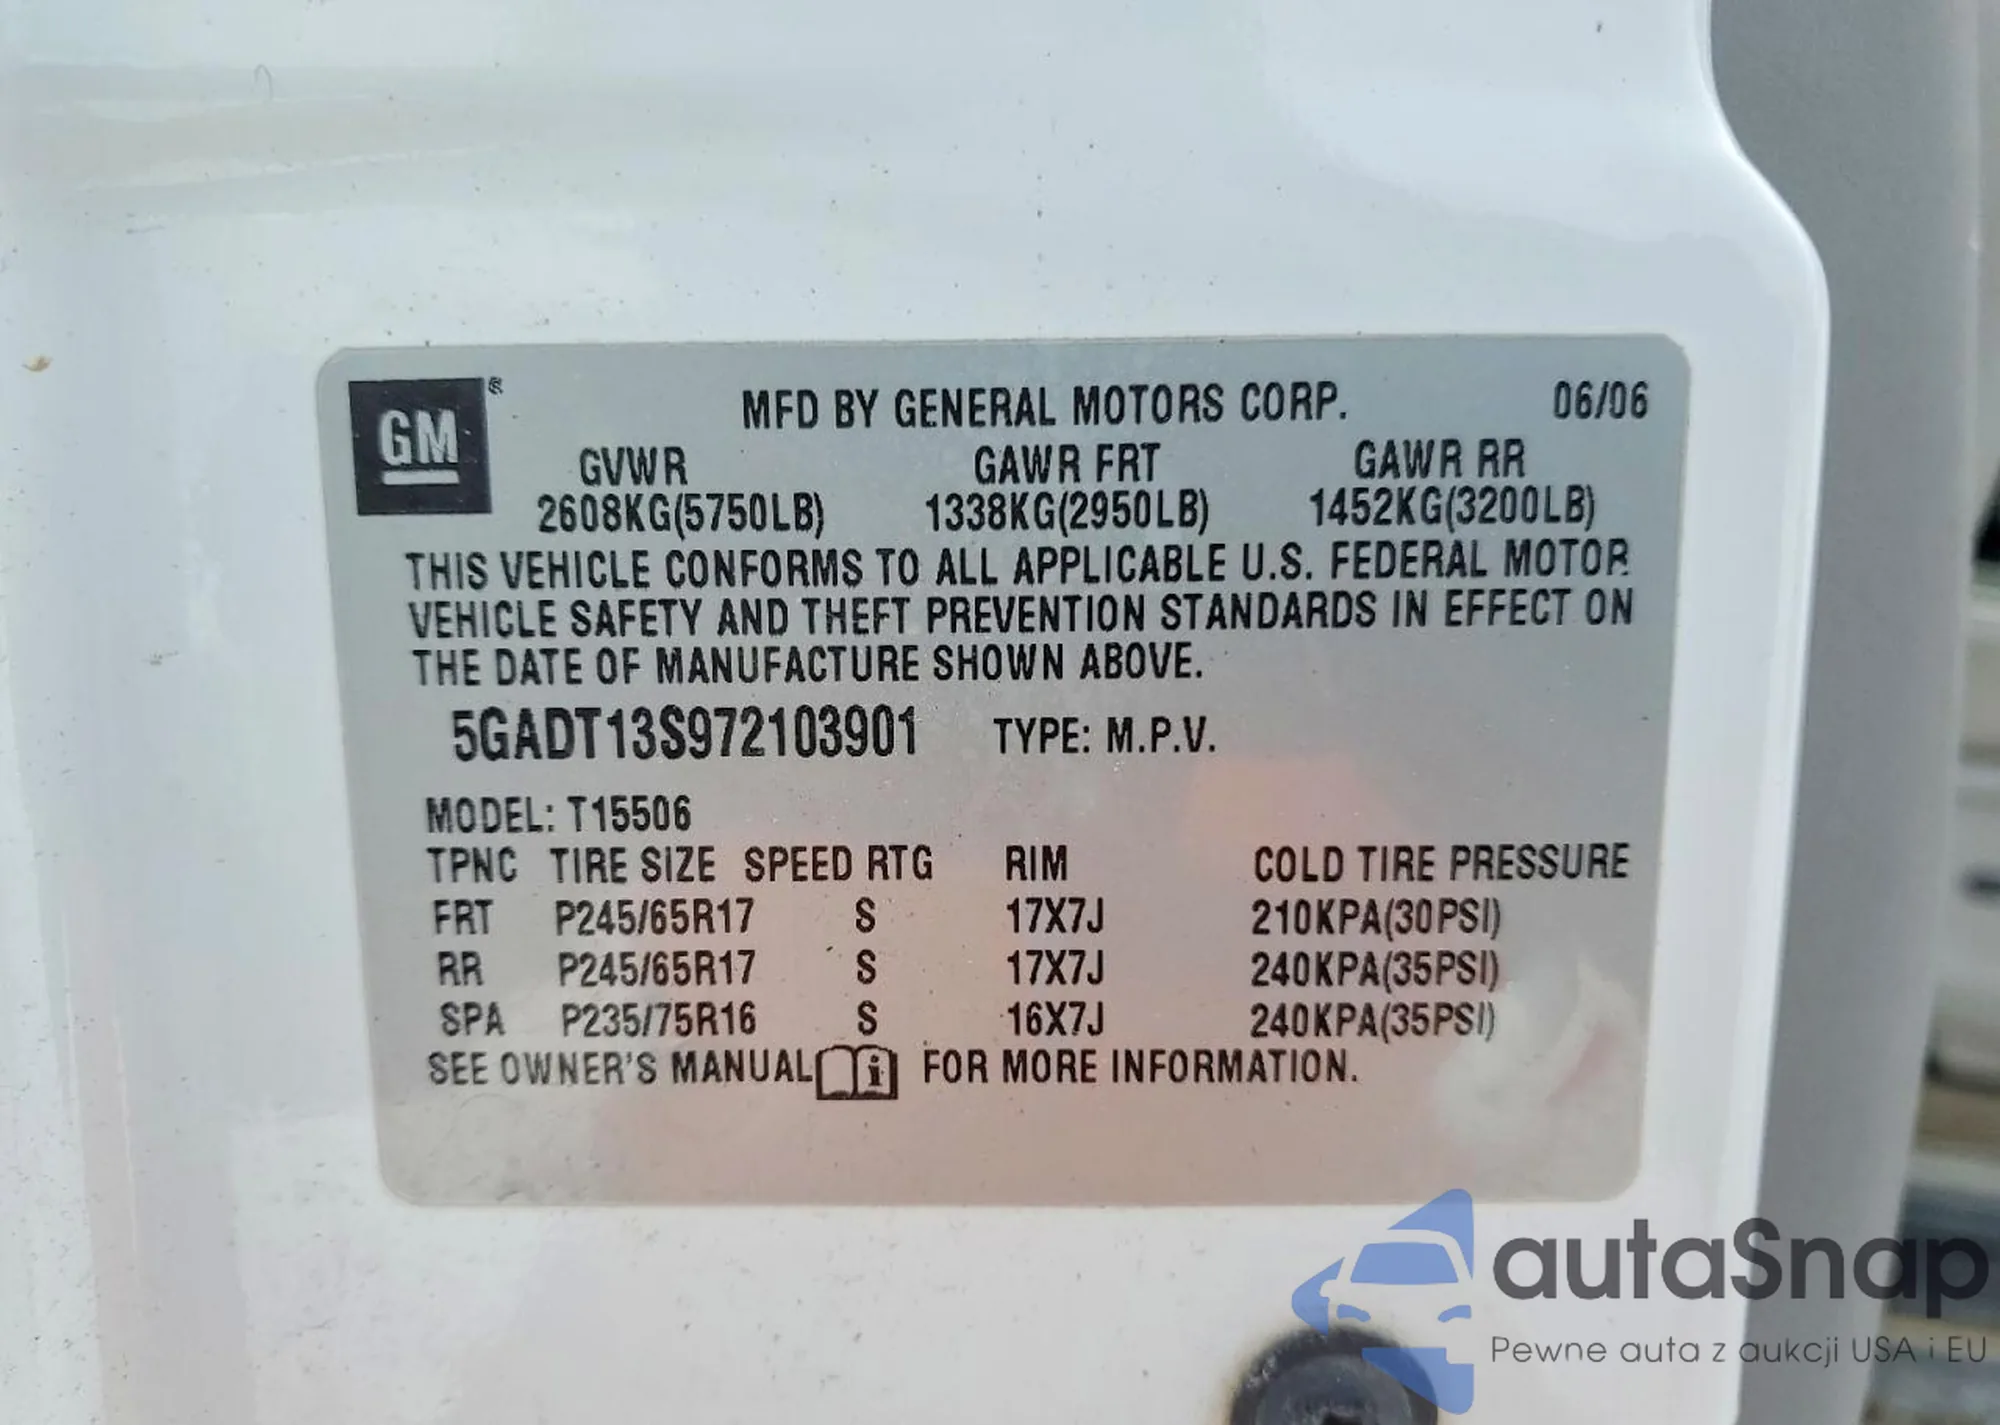 GM®
MFD BY GENERAL MOTORS CORP. 06/06
GVWR GAWR FRT GAWR RR
2608KG(5750LB) 1338KG(2950LB) 1452KG(3200LB)
THIS VEHICLE CONFORMS TO ALL APPLICABLE U.S. FEDERAL MOTOR
VEHICLE SAFETY AND THEFT PREVENTION STANDARDS IN EFFECT ON
THE DATE OF MANUFACTURE SHOWN ABOVE.
5GADT13S972103901 TYPE: M.P.V.
MODEL: T15506
TPNC TIRE SIZE SPEED RTG RIM COLD TIRE PRESSURE
FRT P245/65R17 S 17X7J 210KPA(30PSI)
RR P245/65R17 S 17X7J 240KPA(35PSI)
SPA P235/75R16 S 16X7J 240KPA(35PSI)
SEE OWNER'S MANUAL i FOR MORE INFORMATION.
autaSnap
Pewne auta z aukcji USA i EU